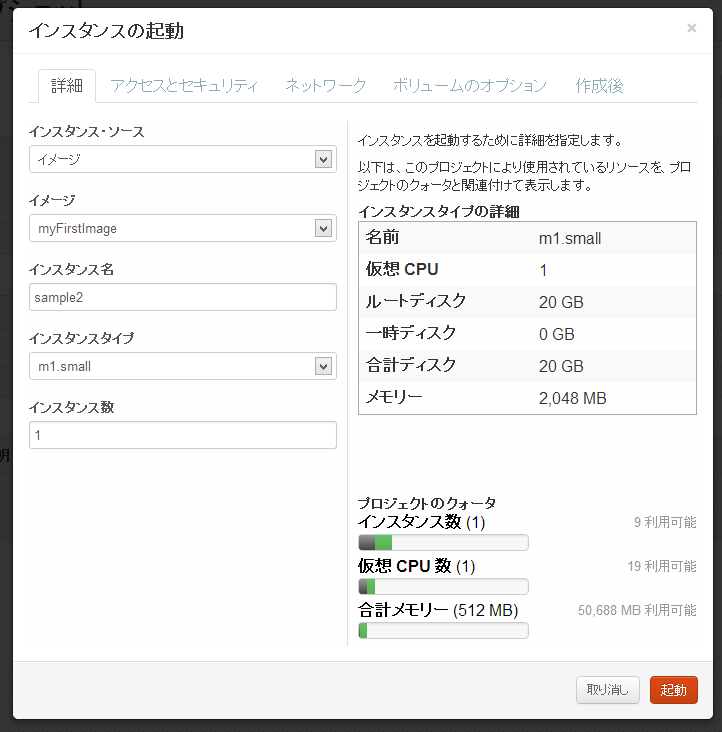 インスタンスの起動
×
詳細 アクセスとセキュリティ ネットワーク ボリュームのオプション 作成後
インスタンス・ソース
イメージ
イメージ
myFirstImage
インスタンス名
sample2
インスタンスタイプ
m1.small
インスタンス数
1
インスタンスを起動するために詳細を指定します。
以下は、このプロジェクトにより使用されているリソースを、プロ
ジェクトのクォータと関連付けて表示します。
インスタンスタイプの詳細
名前 m1.small
仮想 CPU 1
ルートディスク 20 GB
一時ディスク 0 GB
合計ディスク 20 GB
メモリー 2,048 MB
プロジェクトのクォータ
インスタンス数 (1) 9 利用可能
仮想 CPU 数 (1) 19 利用可能
合計メモリー (512 MB) 50,688 MB 利用可能
取り消し 起動
明